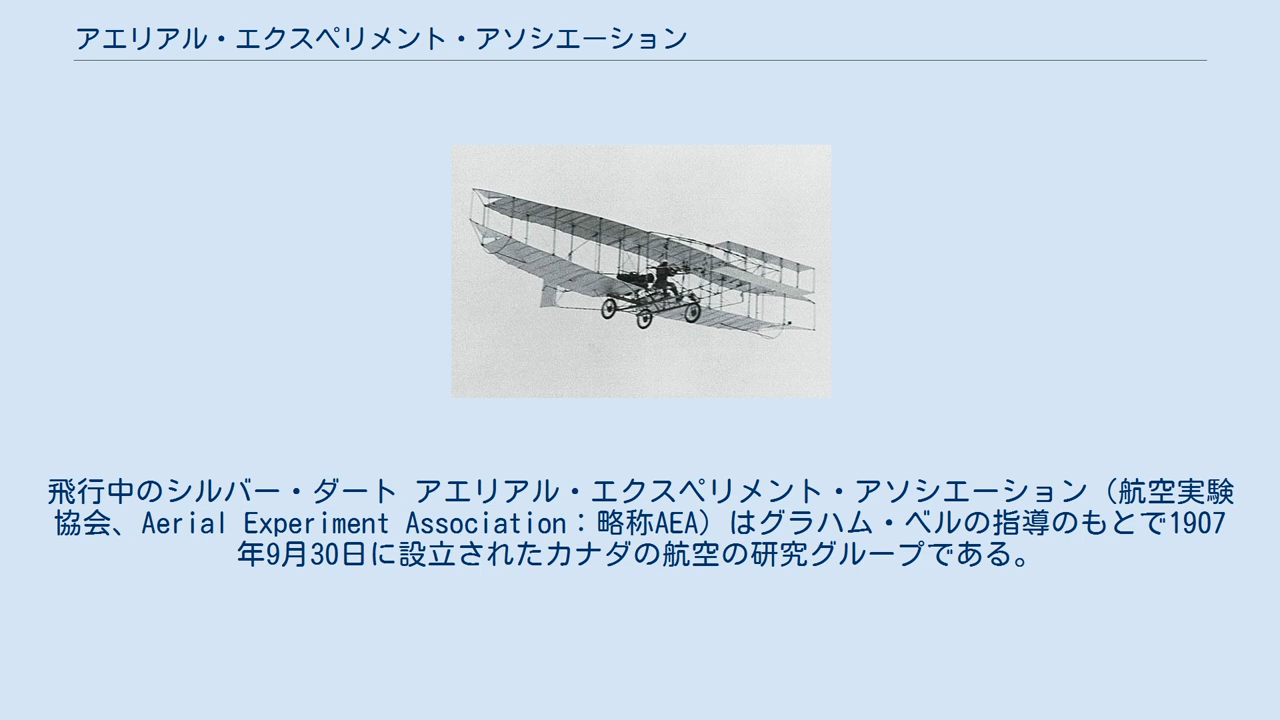 アエリアル・エクスペリメント・アソシエーション
飛行中のシルバー・ダート アエリアル・エクスペリメント・アソシエーション（航空実験
協会、Aerial Experiment Association：略称AEA）はグラハム・ベルの指導のもとで1907
年9月30日に設立されたカナダの航空の研究グループである。